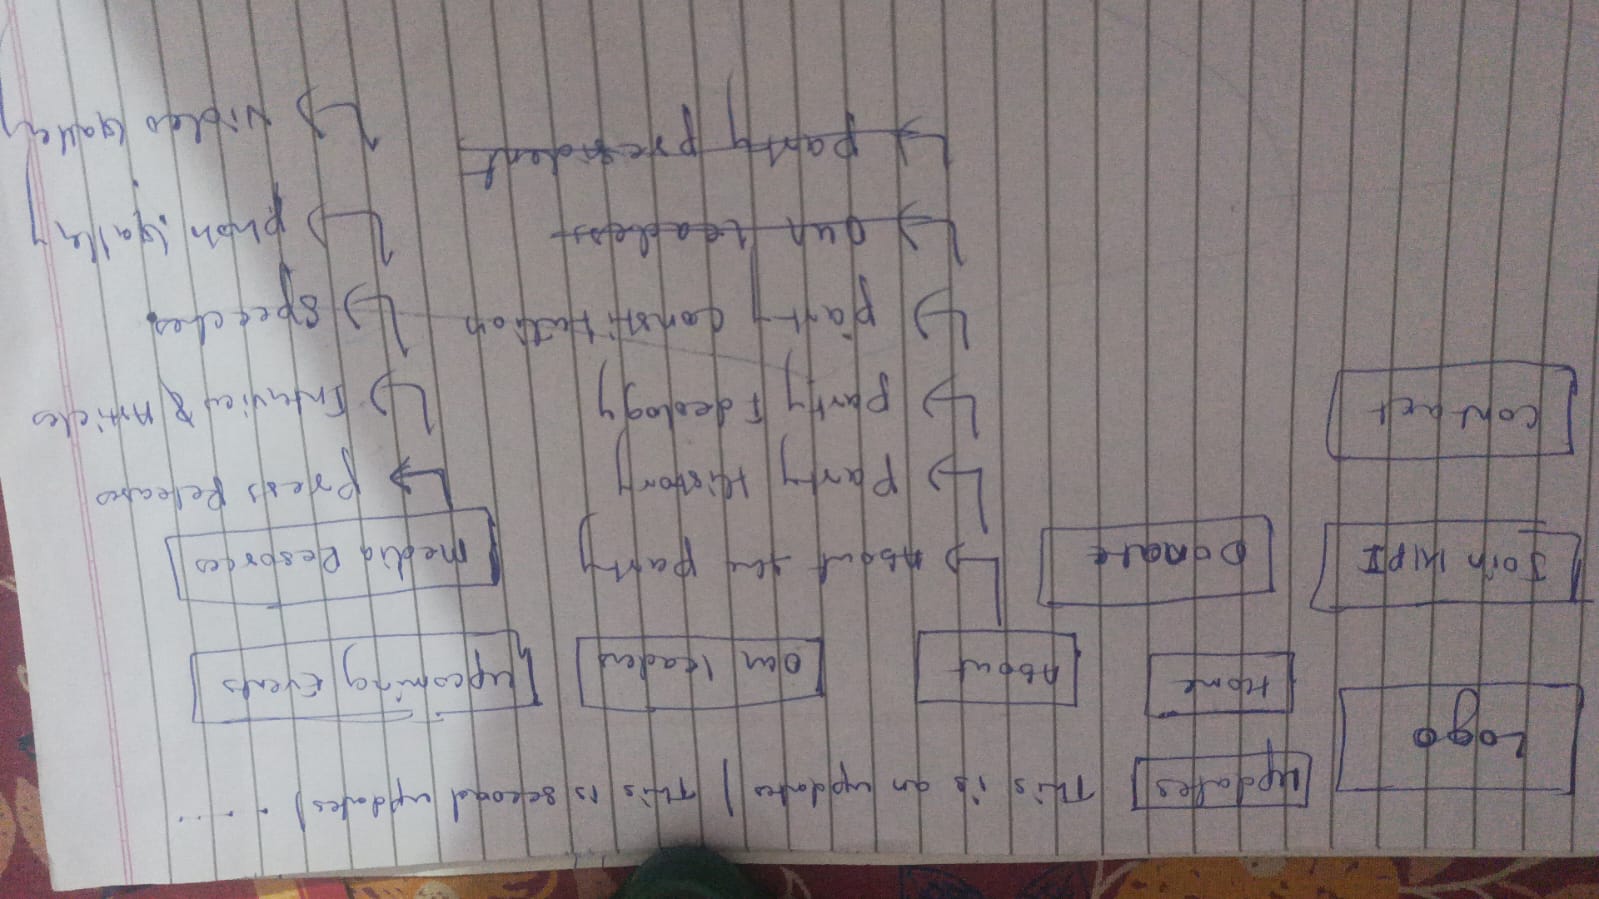 Logo
Updates This is an updates | This is second updates | .....
Home About Our leaders Upcoming Events
Join Donate About the party Media Resorces
Party History Press Releases
Contact Party Ideology Interview & Articles
party constitution Speeches
our leaders phon Gallery
party president Video Gallery